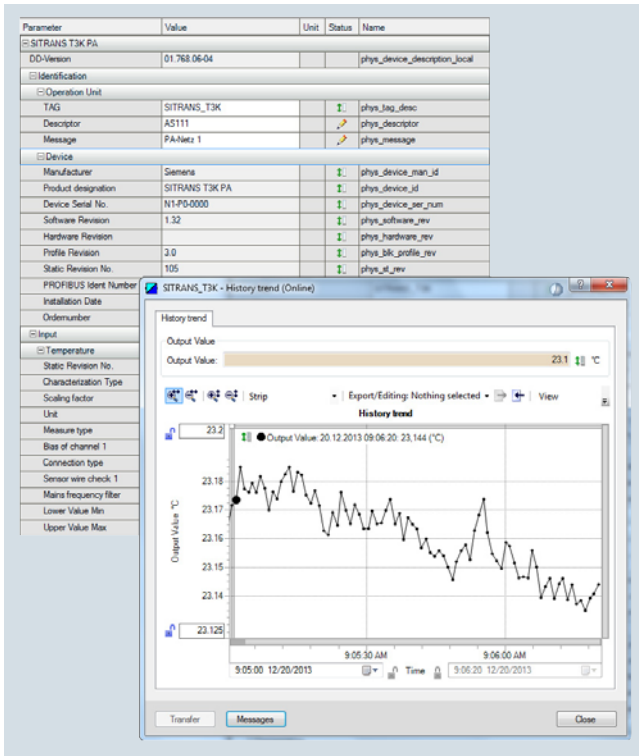 Parameter Value Unit Status Name
SITRANS T3K PA
DD-Version 01.768.06-04 phys_device_description_local
Identification
Operation Unit
TAG SITRANS_T3K phys_tag_desc
Descriptor AS111 phys_descriptor
Message PA-Netz 1 phys_message
Device
Manufacturer Siemens phys_device_man_id
Product designation SITRANS T3K PA phys_device_id
Device Serial No. N1-P0-0000 phys_device_ser_num
Software Revision 1.32 phys_software_rev
Hardware Revision phys_hardware_rev
Profile Revision 3.0 phys_blk_profile_rev
Static Revision No. 105 phys_st_rev
PROFIBUS Ident Number
Installation Date
Ordernumber
Input
Temperature
Static Revision No.
Characterization Type
Scaling factor
Unit
Measure type
Bias of channel 1
Connection type
Sensor wire check 1
Mains frequency filter
Lower Value Min
Upper Value Max
SITRANS_T3K - History trend (Online)
History trend
Output Value
Output Value: 23.1 °C
Strip Export/Editing: Nothing selected View
History trend
23.2
Output Value: 20.12.2013 09:06:20: 23,144 (°C)
23.18
23.17
23.16
23.15
23.14
23.125
Output Value °C
9:05:30 AM 9:06:00 AM
9:05:00 12/20/2013 Time 9:06:20 12/20/2013
Transfer Messages Close